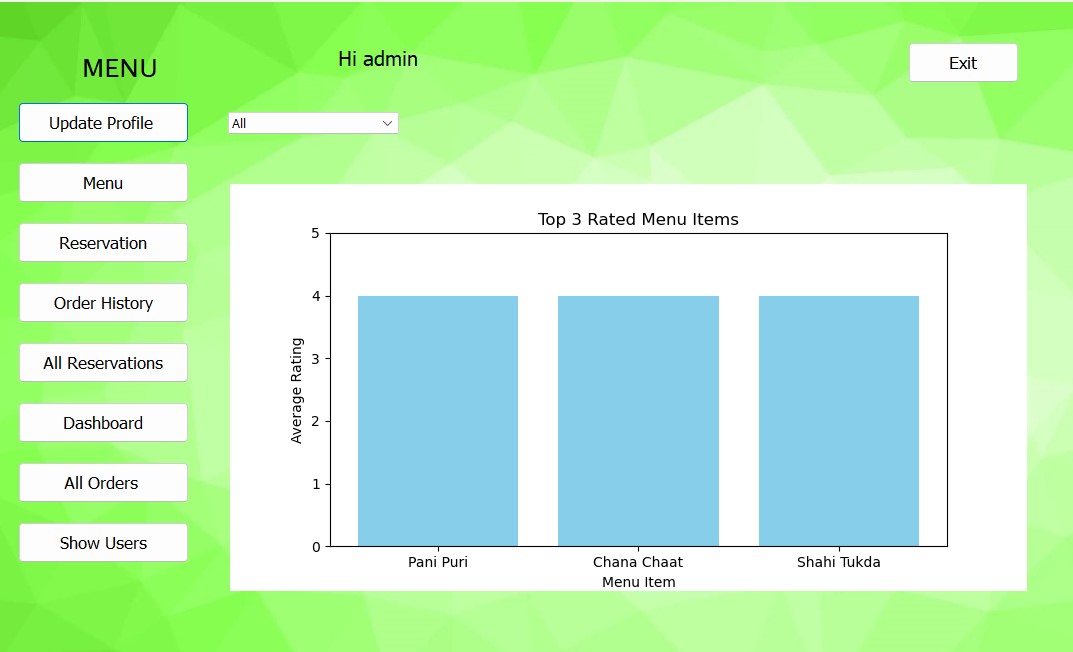 MENU
Hi admin
Exit
Update Profile
All
Menu
Reservation
Order History
All Reservations
Dashboard
All Orders
Show Users
Top 3 Rated Menu Items
5
4
3
2
1
0
Average Rating
Pani Puri
Chana Chaat
Shahi Tukda
Menu Item